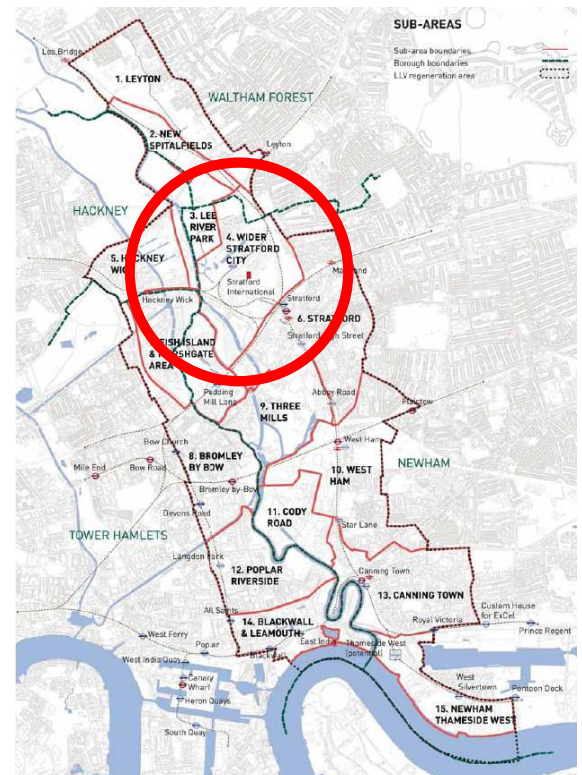 SUB-AREAS
Sub-area boundaries
Borough boundaries
LLV regeneration area
Lea Bridge
1. LEYTON
WALTHAM FOREST
2. NEW
SPITALFIELDS
Leyton
HACKNEY
3. LEE
RIVER
PARK
4. WIDER
STRATFORD
CITY
5. HACKNEY
Stratford
International
Hackney Wick
Stratford
6. STRATFORD
Stratford High Street
FISH ISLAND
& MARSHGATE
AREA
Pudding
Mill Lane
Abbey Road
9. THREE
MILLS
Plaistow
Bow Church
West Ham
Mile End
Bow Road
8. BROMLEY
BY BOW
10. WEST
HAM
NEWHAM
Bromley-by-Bow
Devons Road
11. CODY
ROAD
Star Lane
TOWER HAMLETS
Langdon Park
12. POPLAR
RIVERSIDE
Canning Town
13. CANNING TOWN
All Saints
14. BLACKWALL
& LEAMOUTH
Royal Victoria
Custom House
for ExCel
Prince Regent
West Ferry
Poplar
East India
Thameside West
(potential)
West India Quay
Canary
Wharf
Heron Quays
West
Silvertown
Pontoon Dock
15. NEWHAM
THAMESIDE WEST
South Quay